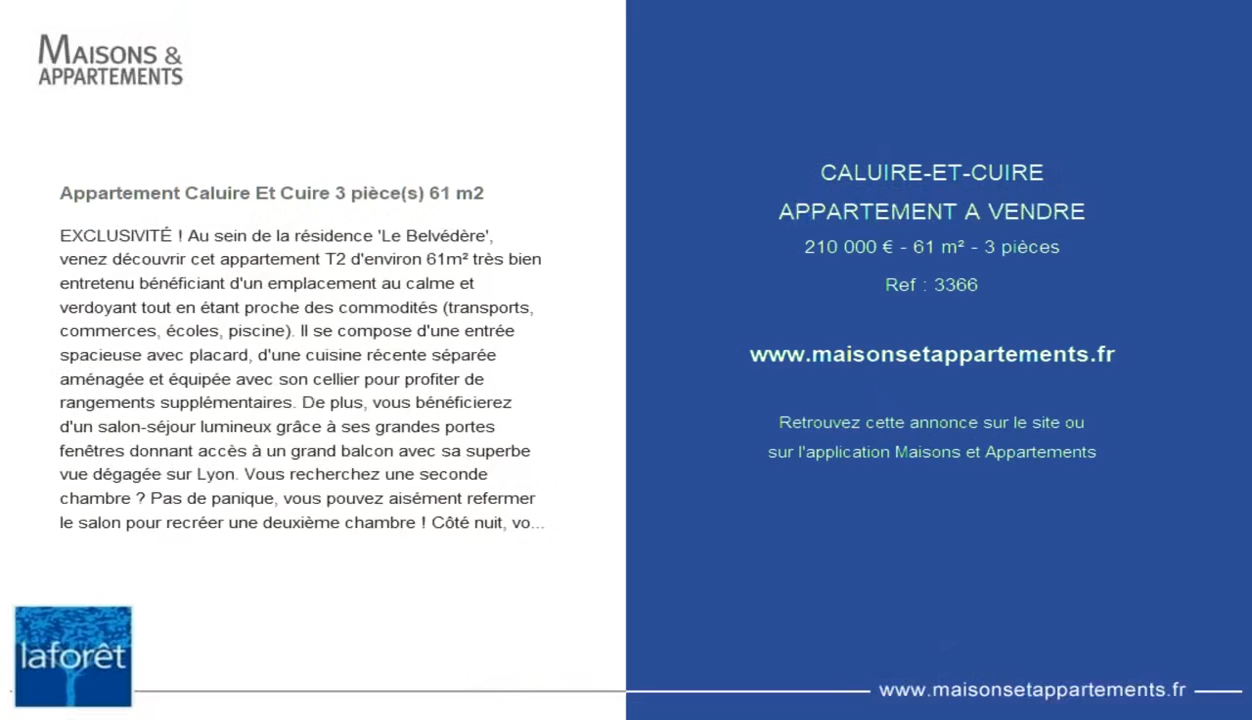 MAISONS &
APPARTEMENTS
Appartement Caluire Et Cuire 3 pièce(s) 61 m2
EXCLUSIVITÉ ! Au sein de la résidence 'Le Belvédère',
venez découvrir cet appartement T2 d'environ 61m² très bien
entretenu bénéficiant d'un emplacement au calme et
verdoyant tout en étant proche des commodités (transports,
commerces, écoles, piscine). Il se compose d'une entrée
spacieuse avec placard, d'une cuisine récente séparée
aménagée et équipée avec son cellier pour profiter de
rangements supplémentaires. De plus, vous bénéficierez
d'un salon-séjour lumineux grâce à ses grandes portes
fenêtres donnant accès à un grand balcon avec sa superbe
vue dégagée sur Lyon. Vous recherchez une seconde
chambre ? Pas de panique, vous pouvez aisément refermer
le salon pour recréer une deuxième chambre ! Côté nuit, vo...
laforêt
CALUIRE-ET-CUIRE
APPARTEMENT A VENDRE
210 000 € - 61 m² - 3 pièces
Ref : 3366
www.maisonsetappartements.fr
Retrouvez cette annonce sur le site ou
sur l'application Maisons et Appartements
www.maisonsetappartements.fr